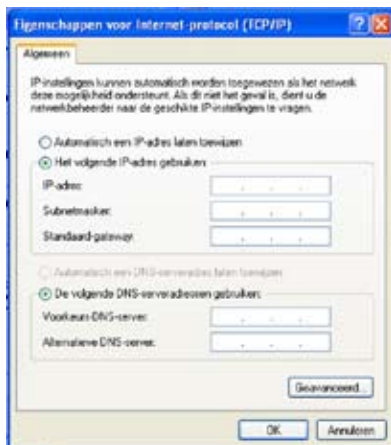 Eigenschappen voor Internet-protocol (TCP/IP)
Algemeen
IP-instellingen kunnen automatisch worden toegewezen als het netwerk
deze mogelijkheid ondersteunt. Als dit niet het geval is, dient u de
netwerkbeheerder naar de geschikte IP-instellingen te vragen.
Automatisch een IP-adres laten toewijzen
Het volgende IP-adres gebruiken:
IP-adres:
Subnetmasker:
Standaard-gateway:
Automatisch een DNS-serveradres laten toewijzen
De volgende DNS-serveradressen gebruiken:
Voorkeurs-DNS-server:
Alternatieve DNS-server:
Geavanceerd...
OK
Annuleren